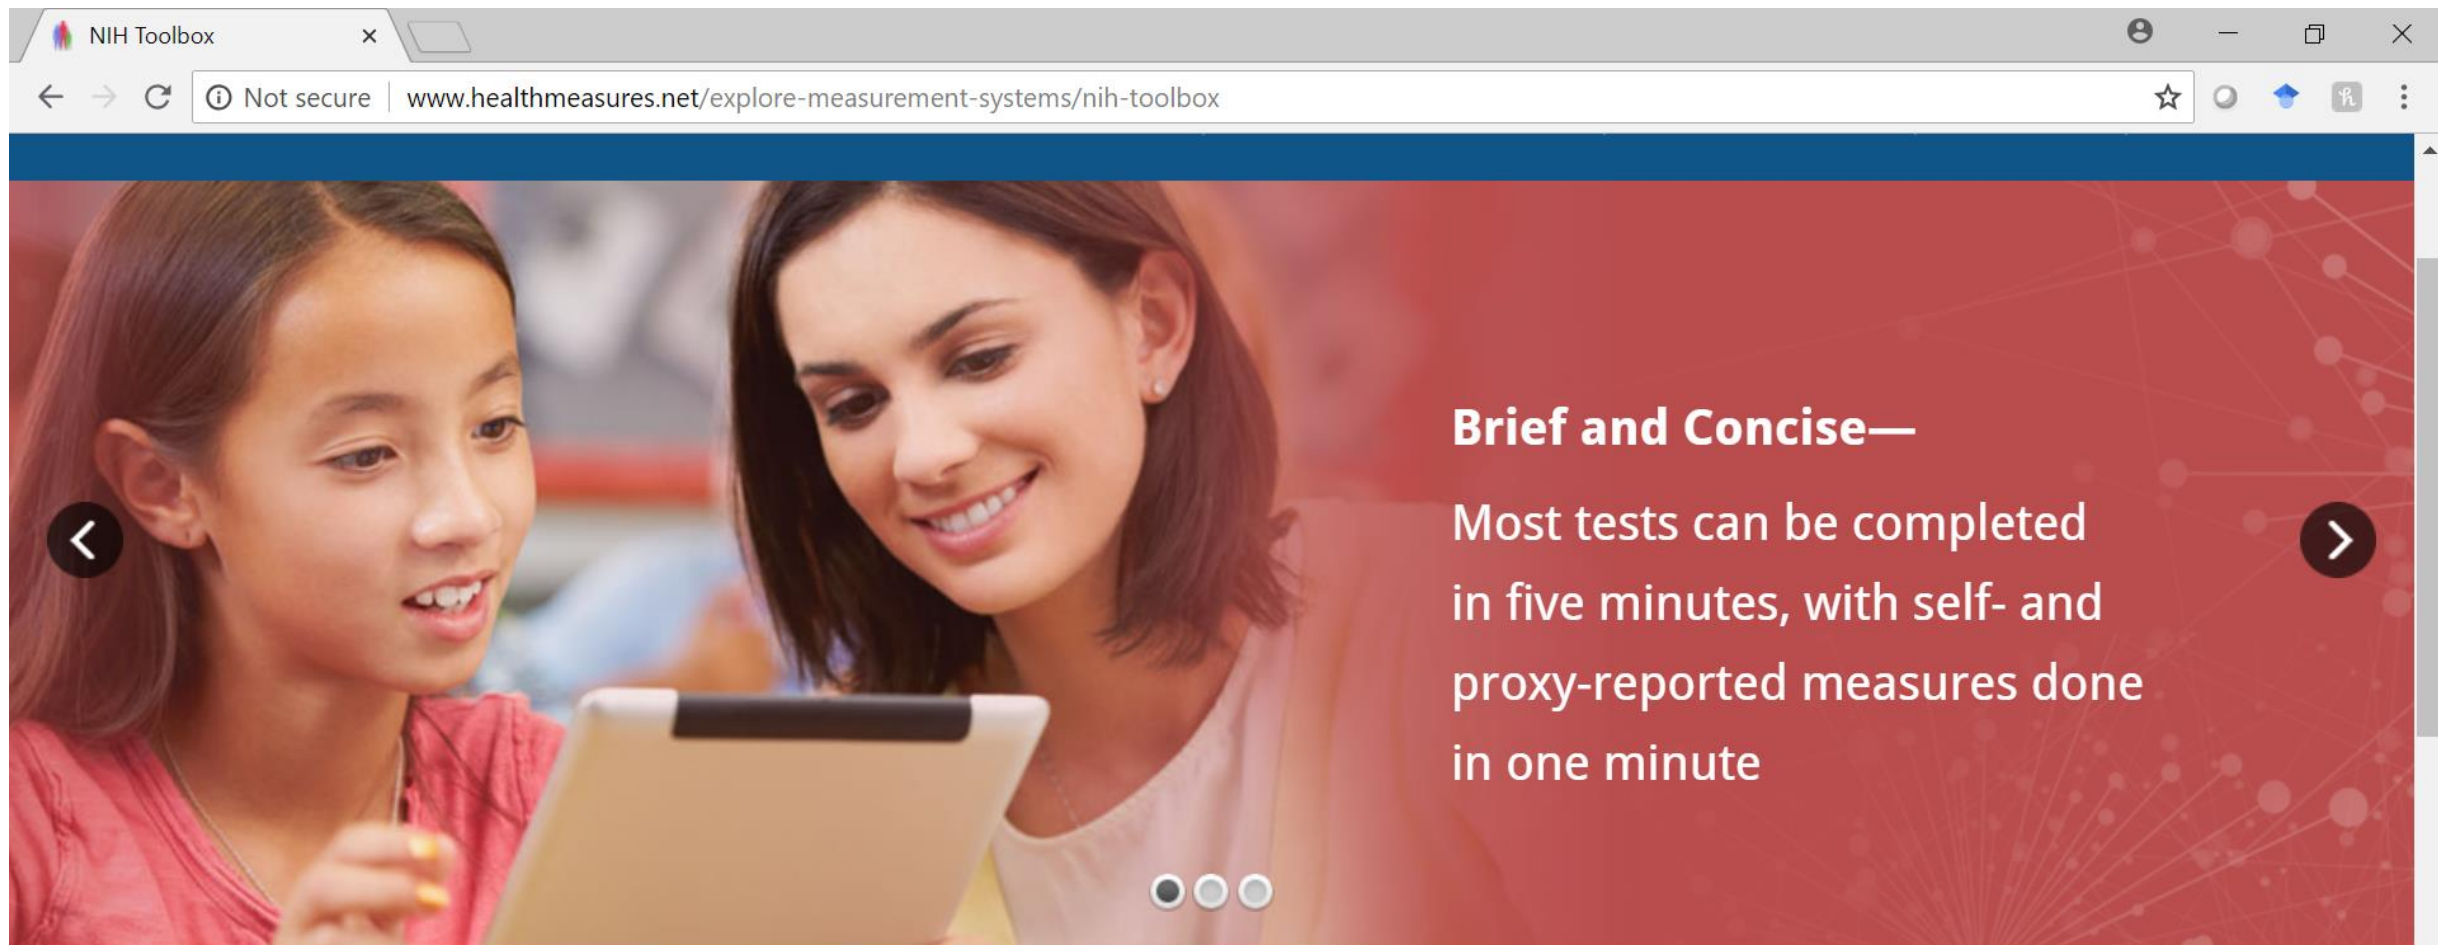 NIH Toolbox
Not secure www.healthmeasures.net/explore-measurement-systems/nih-toolbox
Brief and Concise—
Most tests can be completed
in five minutes, with self- and
proxy-reported measures done
in one minute